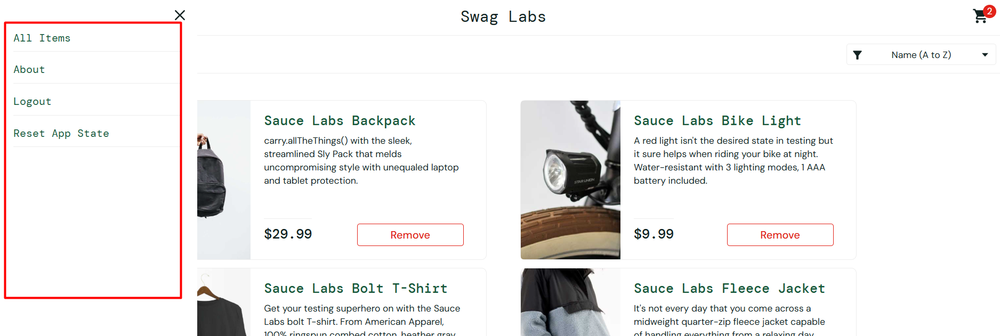 Swag Labs
2
All Items
About
Logout
Reset App State
Name (A to Z)
Sauce Labs Backpack
carry.allTheThings() with the sleek,
streamlined Sly Pack that melds
uncompromising style with unequaled laptop
and tablet protection.
$29.99
Remove
Sauce Labs Bike Light
A red light isn't the desired state in testing but
it sure helps when riding your bike at night.
Water-resistant with 3 lighting modes, 1 AAA
battery included.
STAR UNION
$9.99
Remove
Sauce Labs Bolt T-Shirt
Get your testing superhero on with the Sauce
Labs bolt T-shirt. From American Apparel,
100% ringspun combed cotton, heather gray
Sauce Labs Fleece Jacket
It's not every day that you come across a
midweight quarter-zip fleece jacket capable
of handling everything from a relaxing day